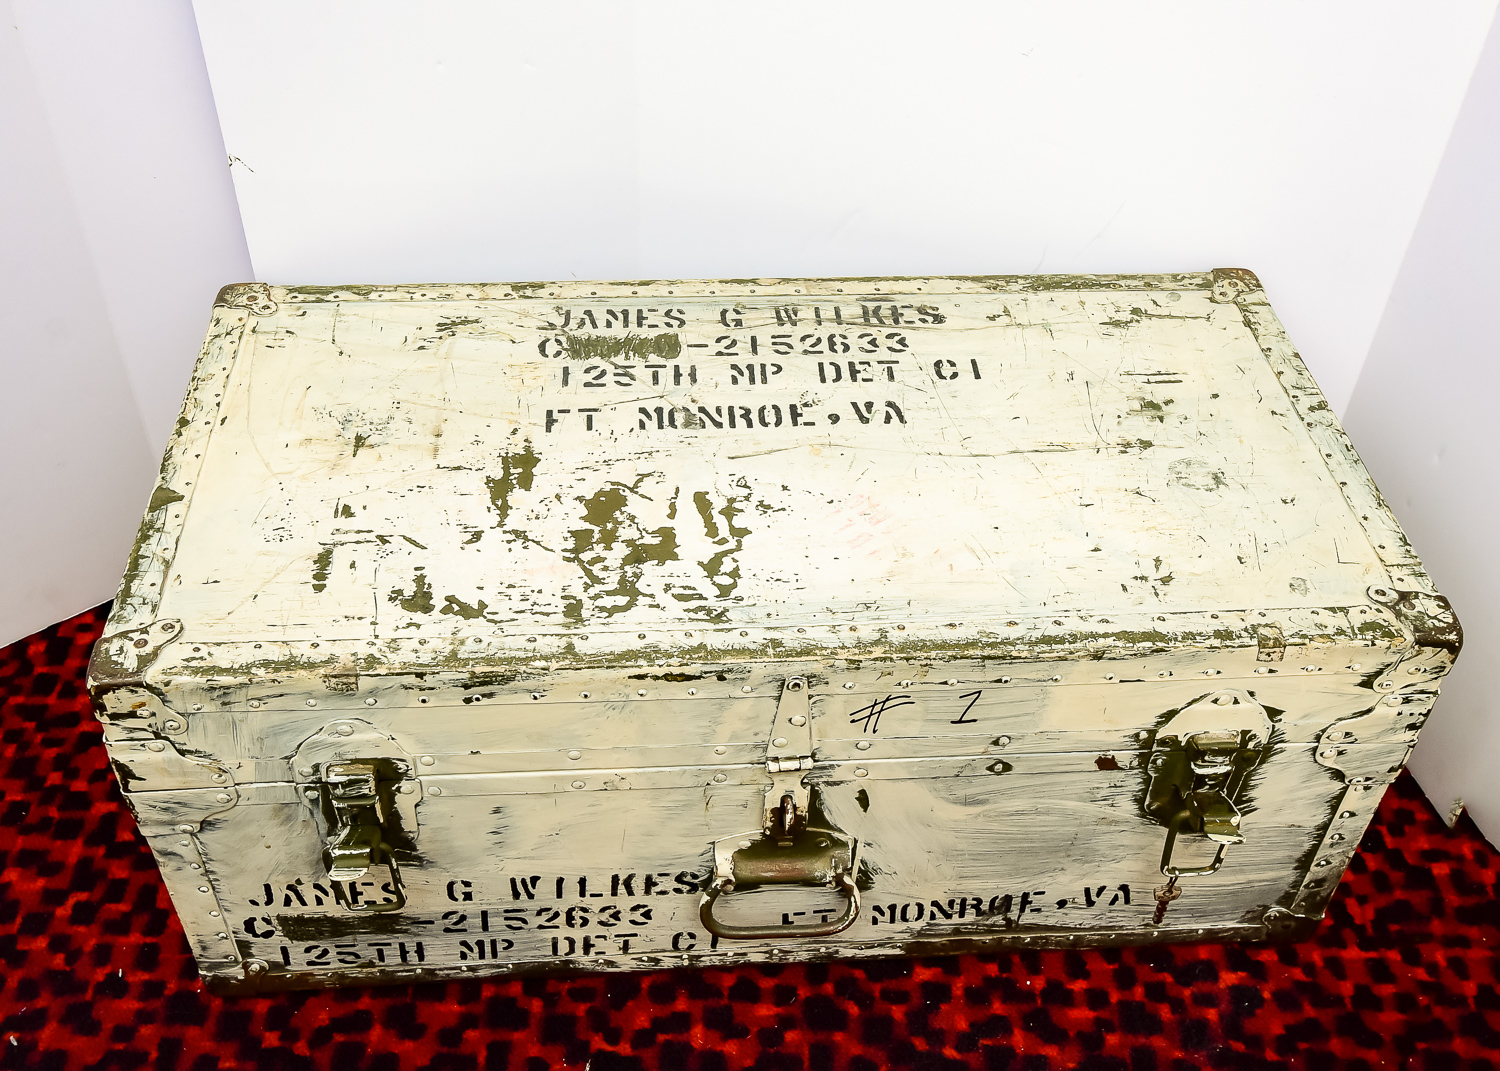 JAMES G WILKES
C -2152633
125TH MP DET CI
FT MONROE, VA
# 1
JAMES G WILKES
C -2152633
FT MONROE, VA
125TH MP DET CI